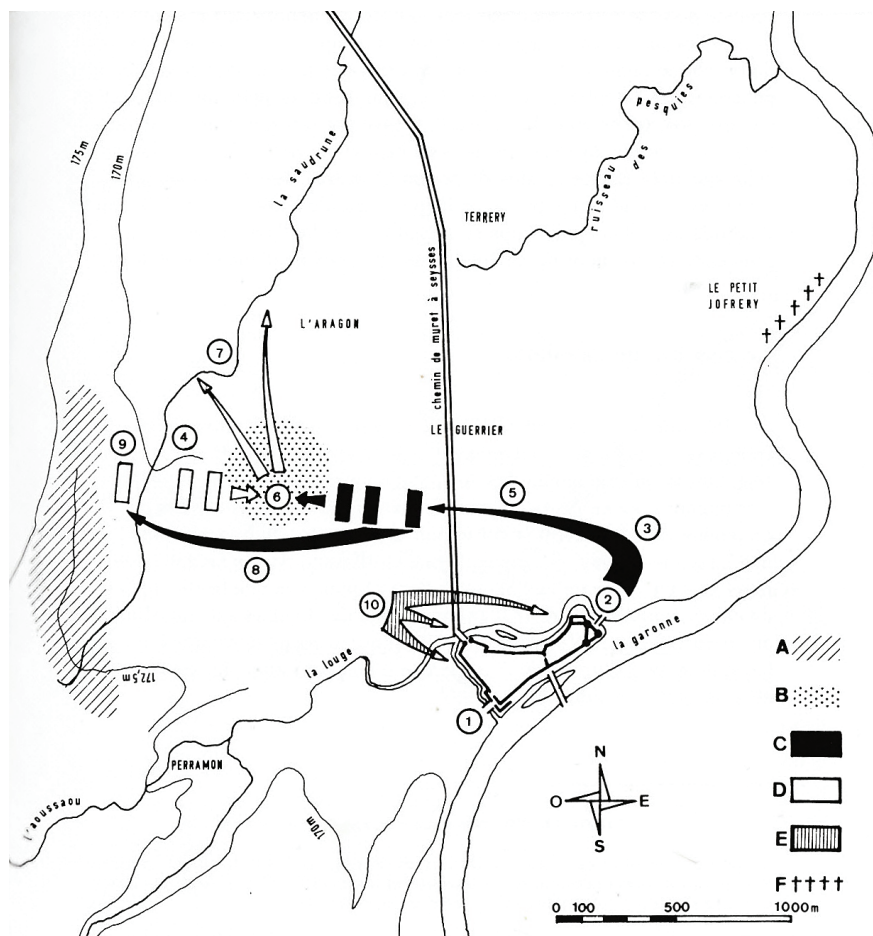 175m
170m
la saudrune
pesquies
ruisseau des
TERRERY
chemin de muret à seysses
LE PETIT
JOFRERY
L'ARAGON
7
LE GUERRIER
9
4
6
5
3
8
10
2
la garonne
la louge
172,5m
1
PERRAMON
l'aoussaou
170m
N
O
E
S
A
B
C
D
E
F
0 100 500 1000m